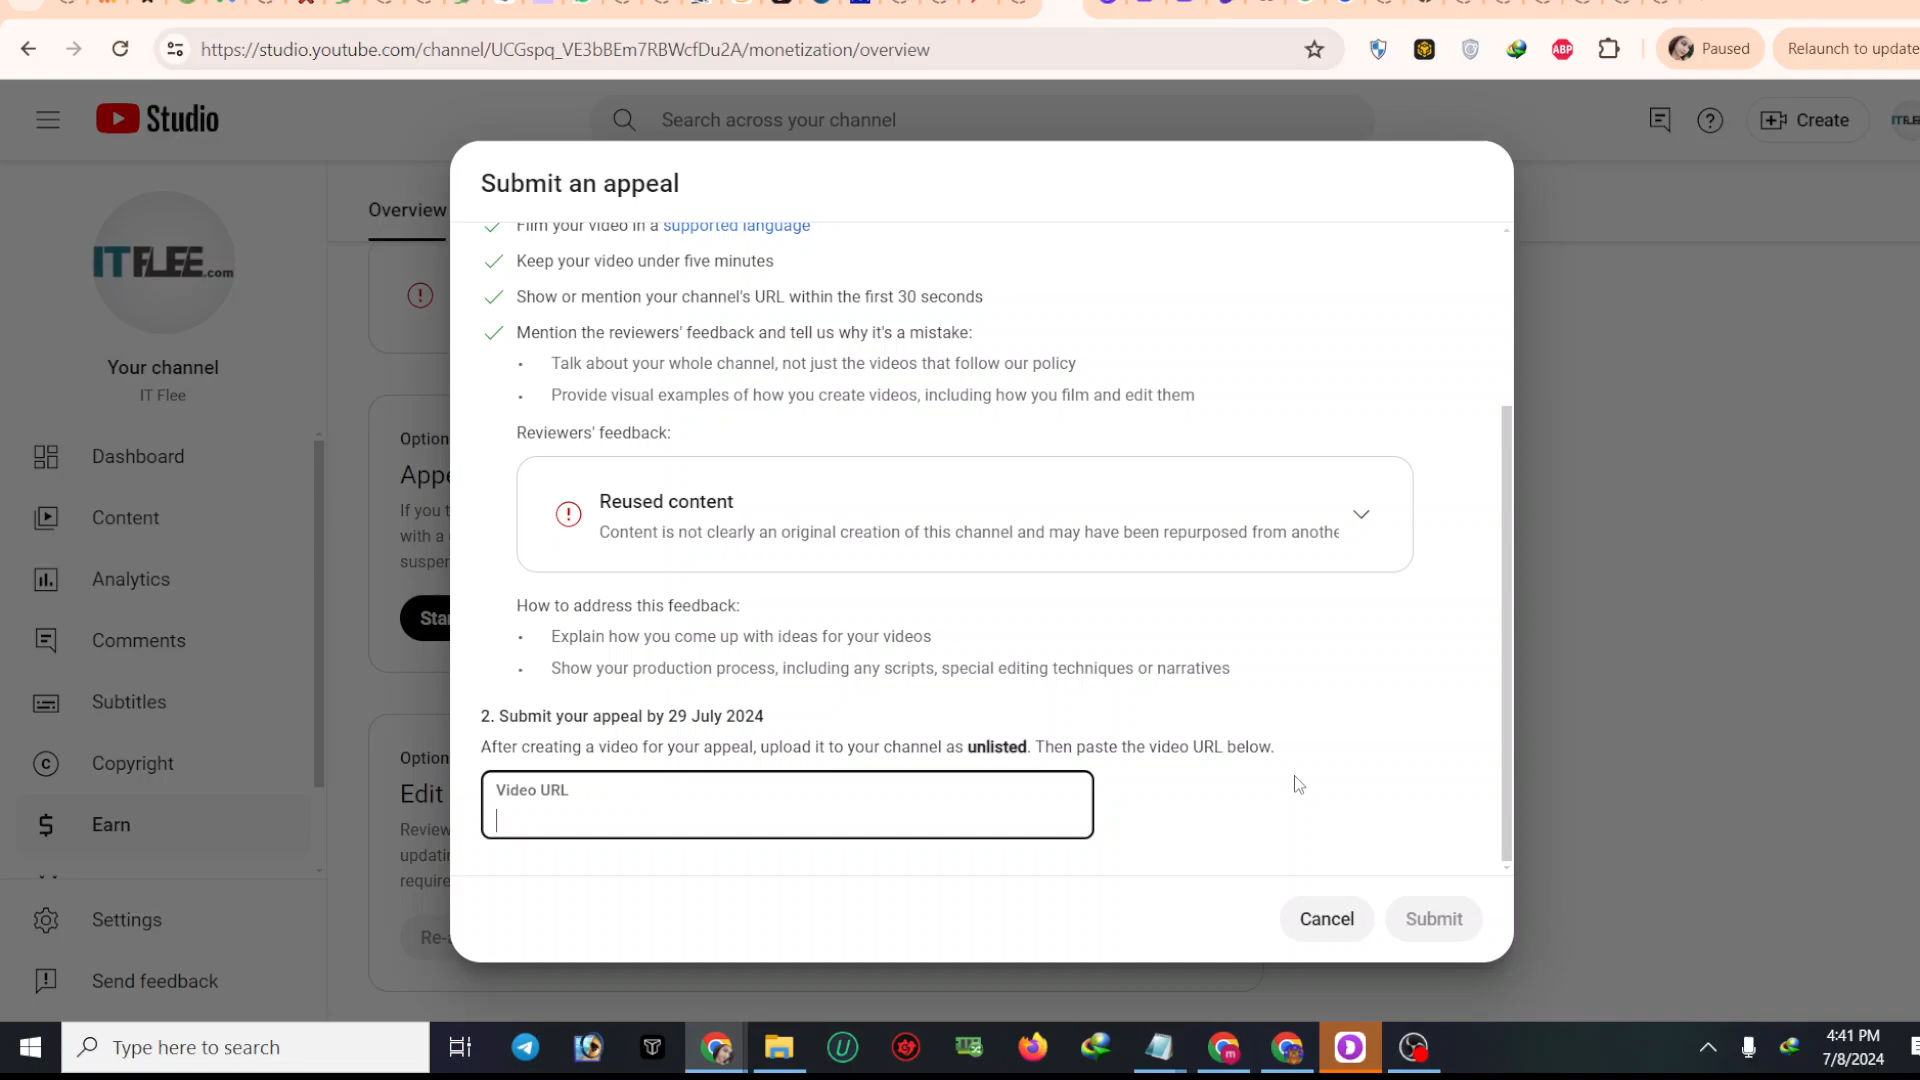 https://studio.youtube.com/channel/UCGspq_VE3bBEm7RBWcfDu2A/monetization/overview
ABP
Paused
Relaunch to update
Studio
Search across your channel
Create
Submit an appeal
Overview
Film your video in a supported language
Keep your video under five minutes
Show or mention your channel's URL within the first 30 seconds
Mention the reviewers' feedback and tell us why it's a mistake:
Talk about your whole channel, not just the videos that follow our policy
Provide visual examples of how you create videos, including how you film and edit them
Reviewers' feedback:
Reused content
Content is not clearly an original creation of this channel and may have been repurposed from anothe
How to address this feedback:
Explain how you come up with ideas for your videos
Show your production process, including any scripts, special editing techniques or narratives
2. Submit your appeal by 29 July 2024
After creating a video for your appeal, upload it to your channel as unlisted. Then paste the video URL below.
Video URL
Cancel
Submit
ITFLEE.com
Your channel
IT Flee
Dashboard
Content
Analytics
Comments
Subtitles
Copyright
Earn
Settings
Send feedback
Option
Appe
If you t
with a
suspen
Star
Option
Edit
Review
updatin
require
Re-a
Type here to search
4:41 PM
7/8/2024